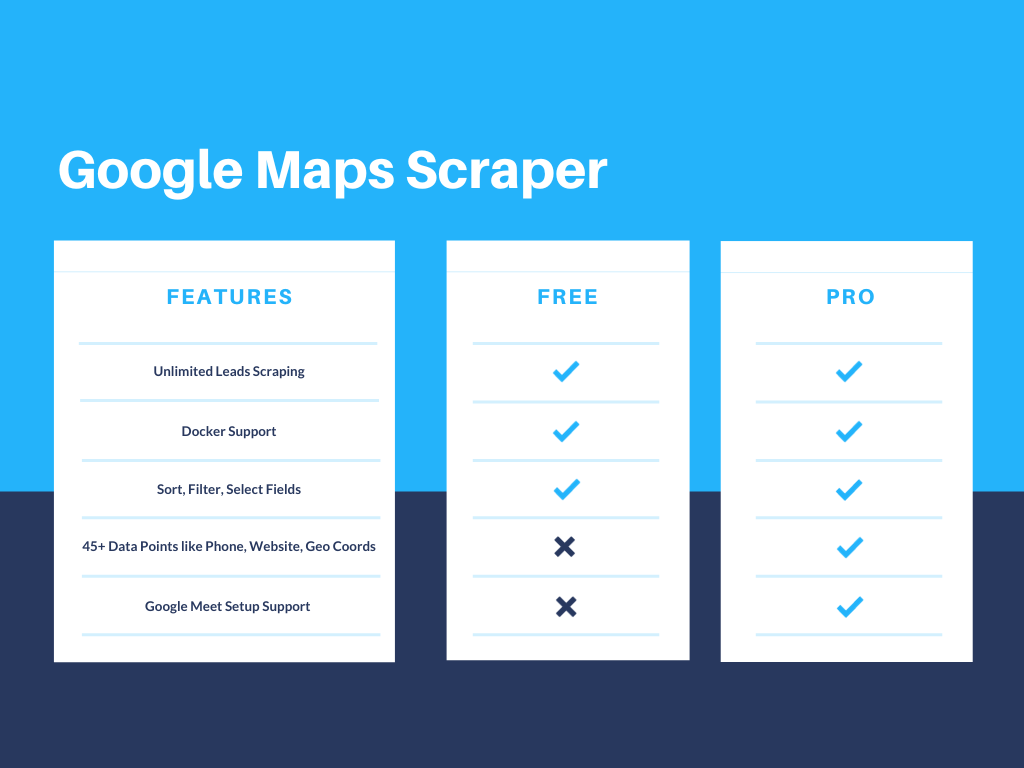 Google Maps Scraper
FEATURES
FREE
PRO
Unlimited Leads Scraping
Docker Support
Sort, Filter, Select Fields
45+ Data Points like Phone, Website, Geo Coords
Google Meet Setup Support